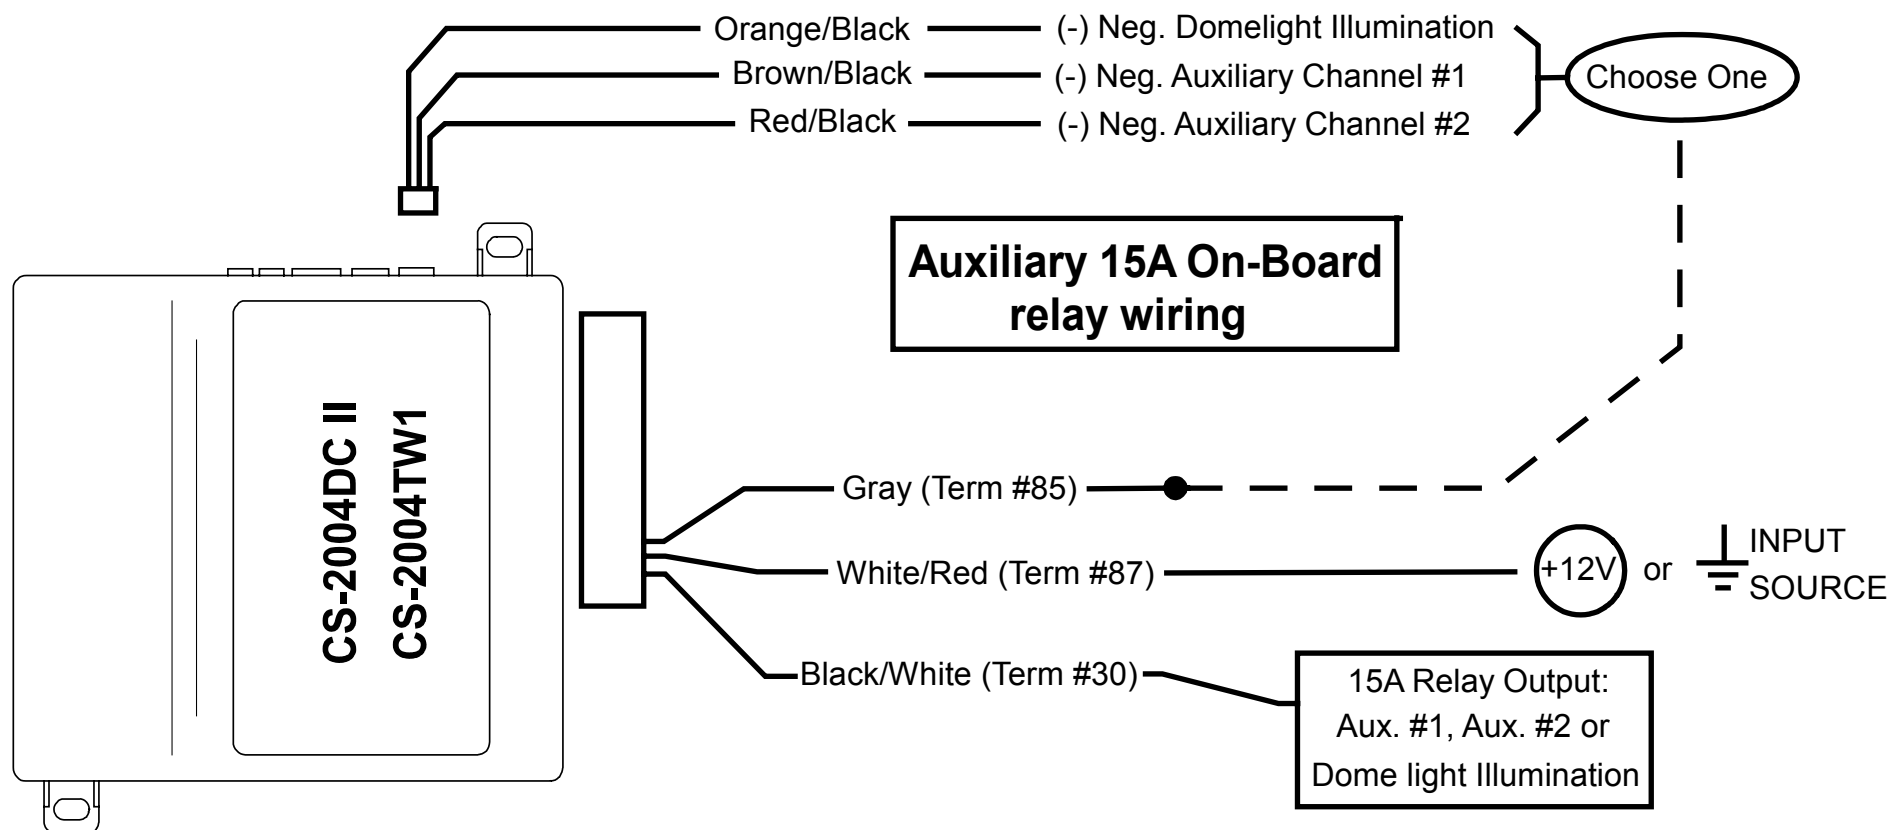 Orange/Black (-) Neg. Domelight Illumination
Brown/Black (-) Neg. Auxiliary Channel #1
Red/Black (-) Neg. Auxiliary Channel #2
Choose One
Auxiliary 15A On-Board
relay wiring
CS-2004DC II
CS-2004TW1
Gray (Term #85)
White/Red (Term #87)
+12V or INPUT
SOURCE
Black/White (Term #30)
15A Relay Output:
Aux. #1, Aux. #2 or
Dome light Illumination